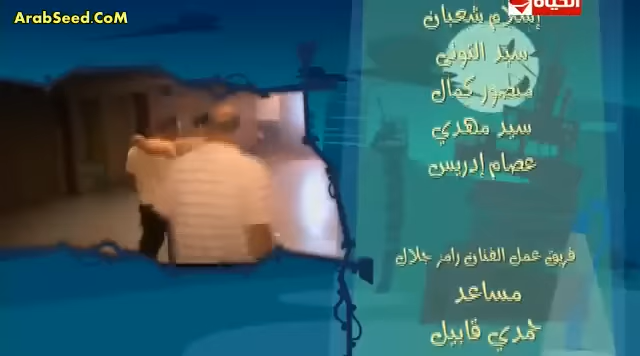 ArabSeed.CoM
الحياة
إسلام شعبان
سيد التونى
منصور كمال
سيد مهدي
عصام إدريس
فريق عمل الفنان رامز جلال
مساعد
حمدي قابيل